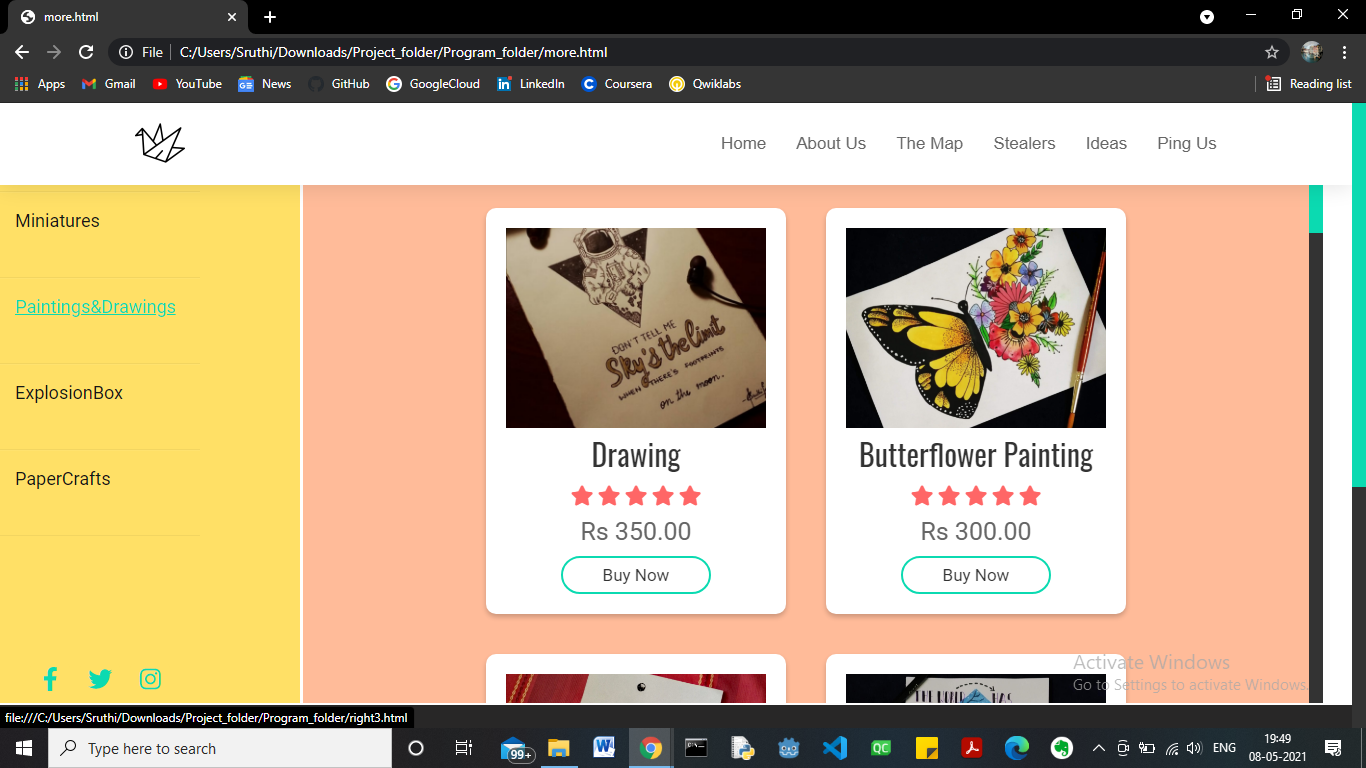 more.html
File
C:/Users/Sruthi/Downloads/Project_folder/Program_folder/more.html
Apps Gmail YouTube News GitHub GoogleCloud LinkedIn Coursera Qwiklabs Reading list
Home About Us The Map Stealers Ideas Ping Us
Miniatures
Paintings&Drawings
ExplosionBox
PaperCrafts
DON'T TELL ME
Sky's the limit
WHEN THERE'S FOOTPRINTS
on the moon.
Drawing
Rs 350.00
Buy Now
Butterflower Painting
Rs 300.00
Buy Now
Activate Windows
Go to Settings to activate Windows.
file:///C:/Users/Sruthi/Downloads/Project_folder/Program_folder/right3.html
Type here to search
99+
QC
ENG
19:49
08-05-2021